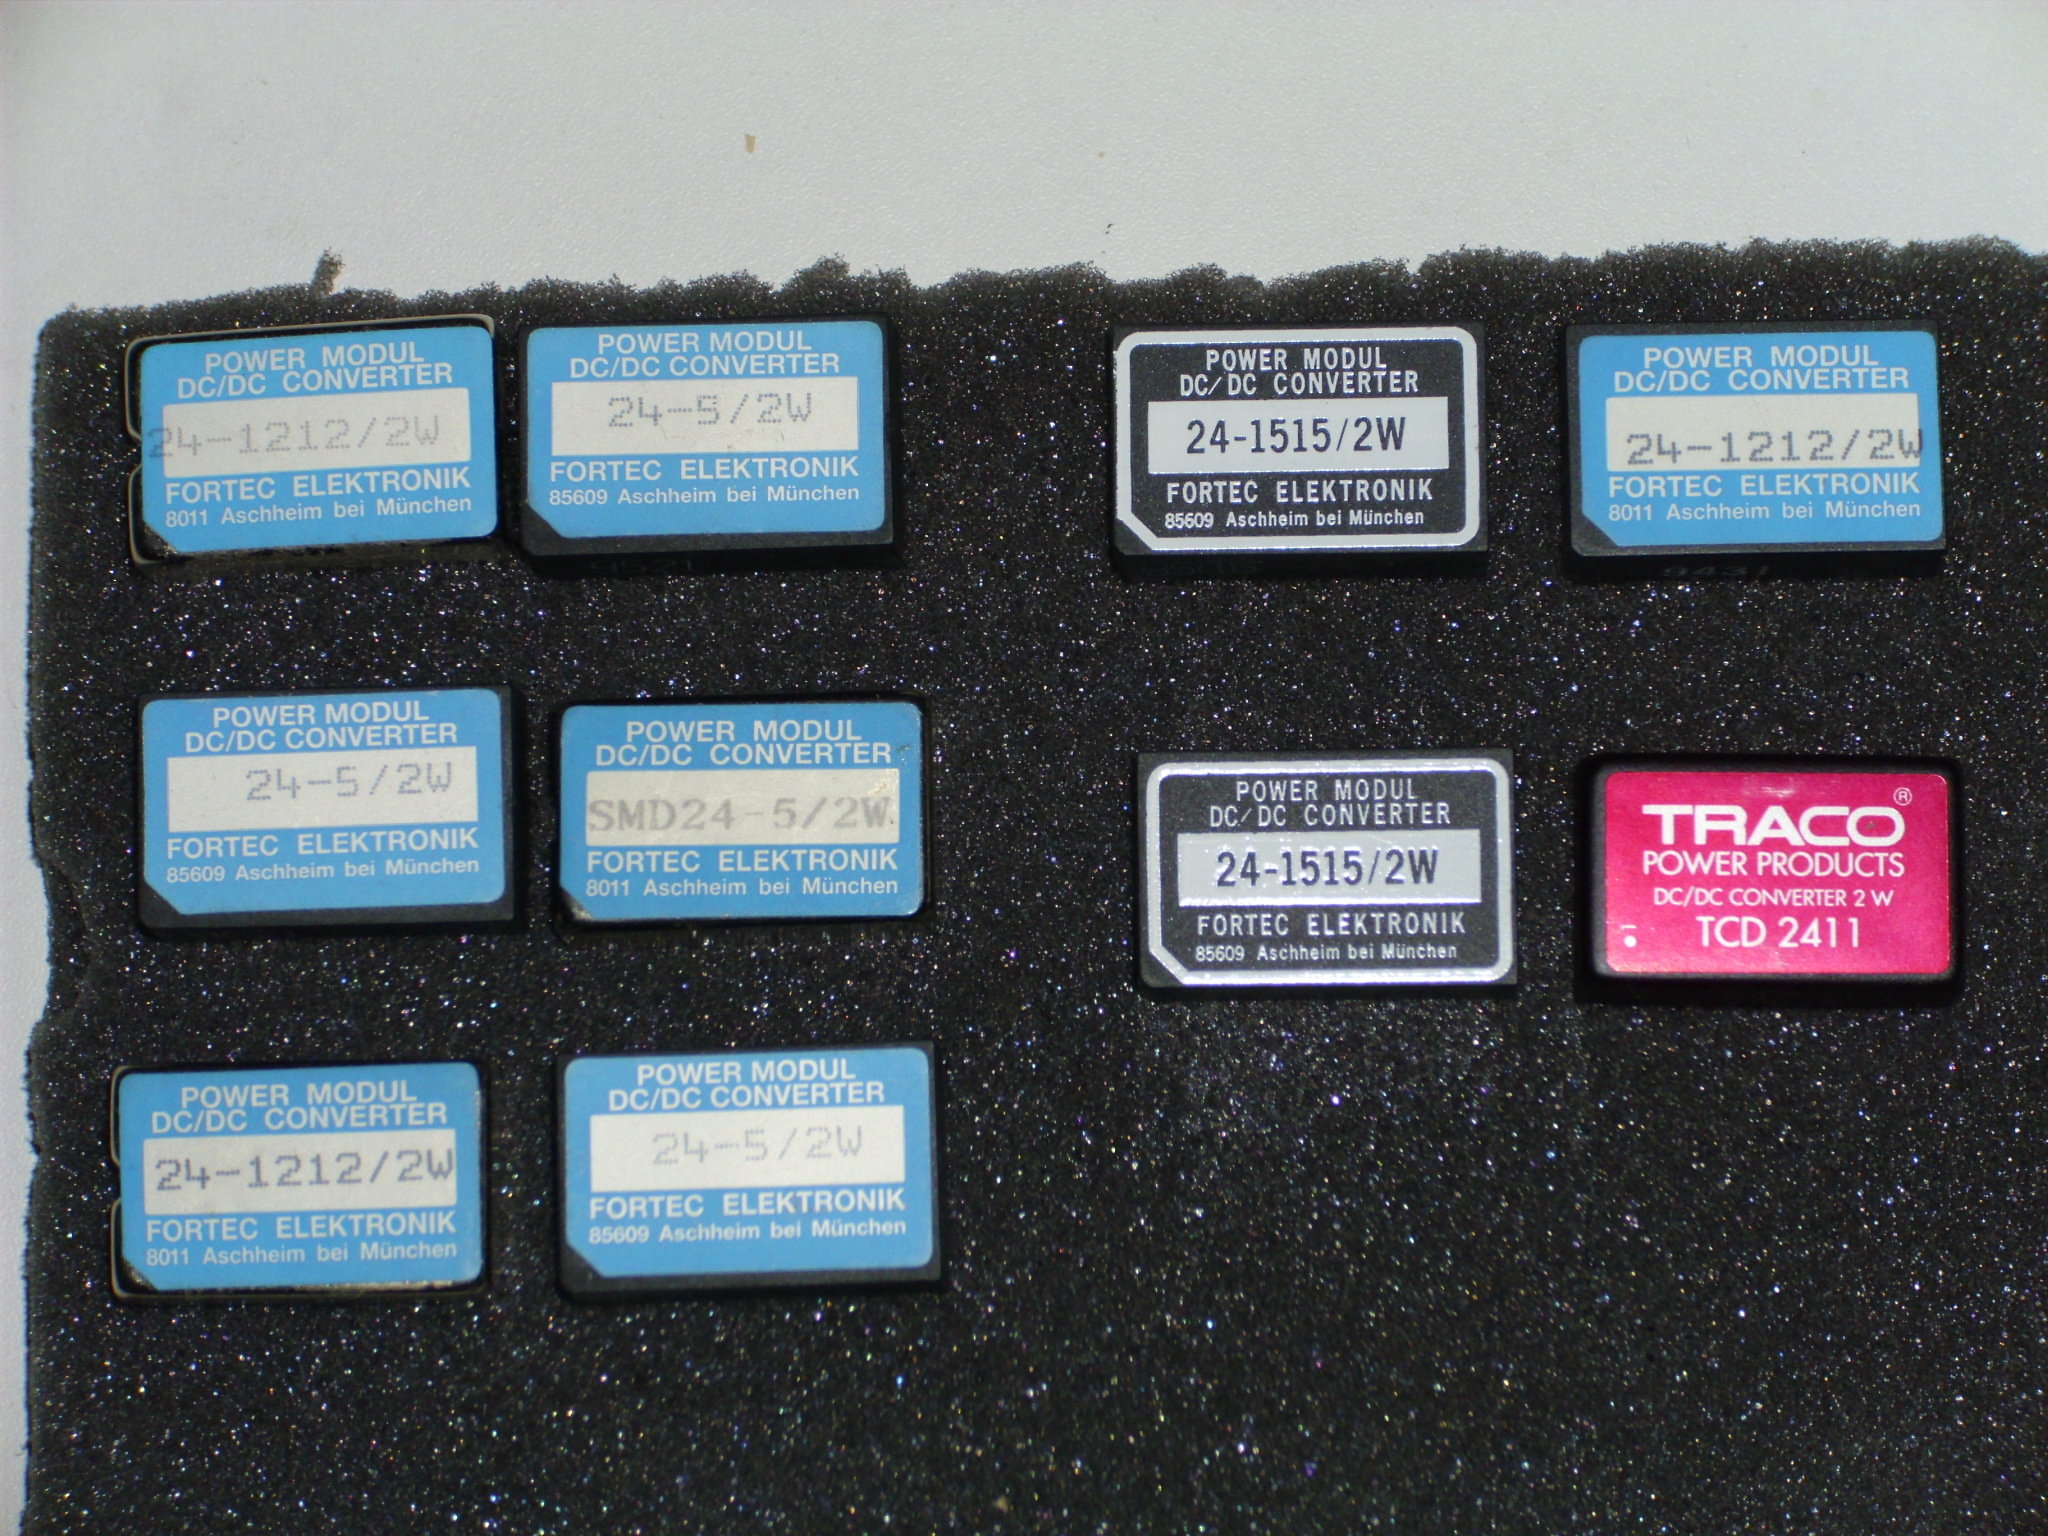 POWER MODUL
DC/DC CONVERTER
24-1212/2W
FORTEC ELEKTRONIK
8011 Aschheim bei München
POWER MODUL
DC/DC CONVERTER
24-5/2W
FORTEC ELEKTRONIK
85609 Aschheim bei München
9521
POWER MODUL
DC/DC CONVERTER
24-1515/2W
FORTEC ELEKTRONIK
85609 Aschheim bei München
POWER MODUL
DC/DC CONVERTER
24-1212/2W
FORTEC ELEKTRONIK
8011 Aschheim bei München
9431
POWER MODUL
DC/DC CONVERTER
24-5/2W
FORTEC ELEKTRONIK
85609 Aschheim bei München
POWER MODUL
DC/DC CONVERTER
SMD24-5/2W
FORTEC ELEKTRONIK
8011 Aschheim bei München
POWER MODUL
DC/DC CONVERTER
24-1515/2W
FORTEC ELEKTRONIK
85609 Aschheim bei München
TRACO®
POWER PRODUCTS
DC/DC CONVERTER 2 W
TCD 2411
POWER MODUL
DC/DC CONVERTER
24-1212/2W
FORTEC ELEKTRONIK
8011 Aschheim bei München
POWER MODUL
DC/DC CONVERTER
24-5/2W
FORTEC ELEKTRONIK
85609 Aschheim bei München